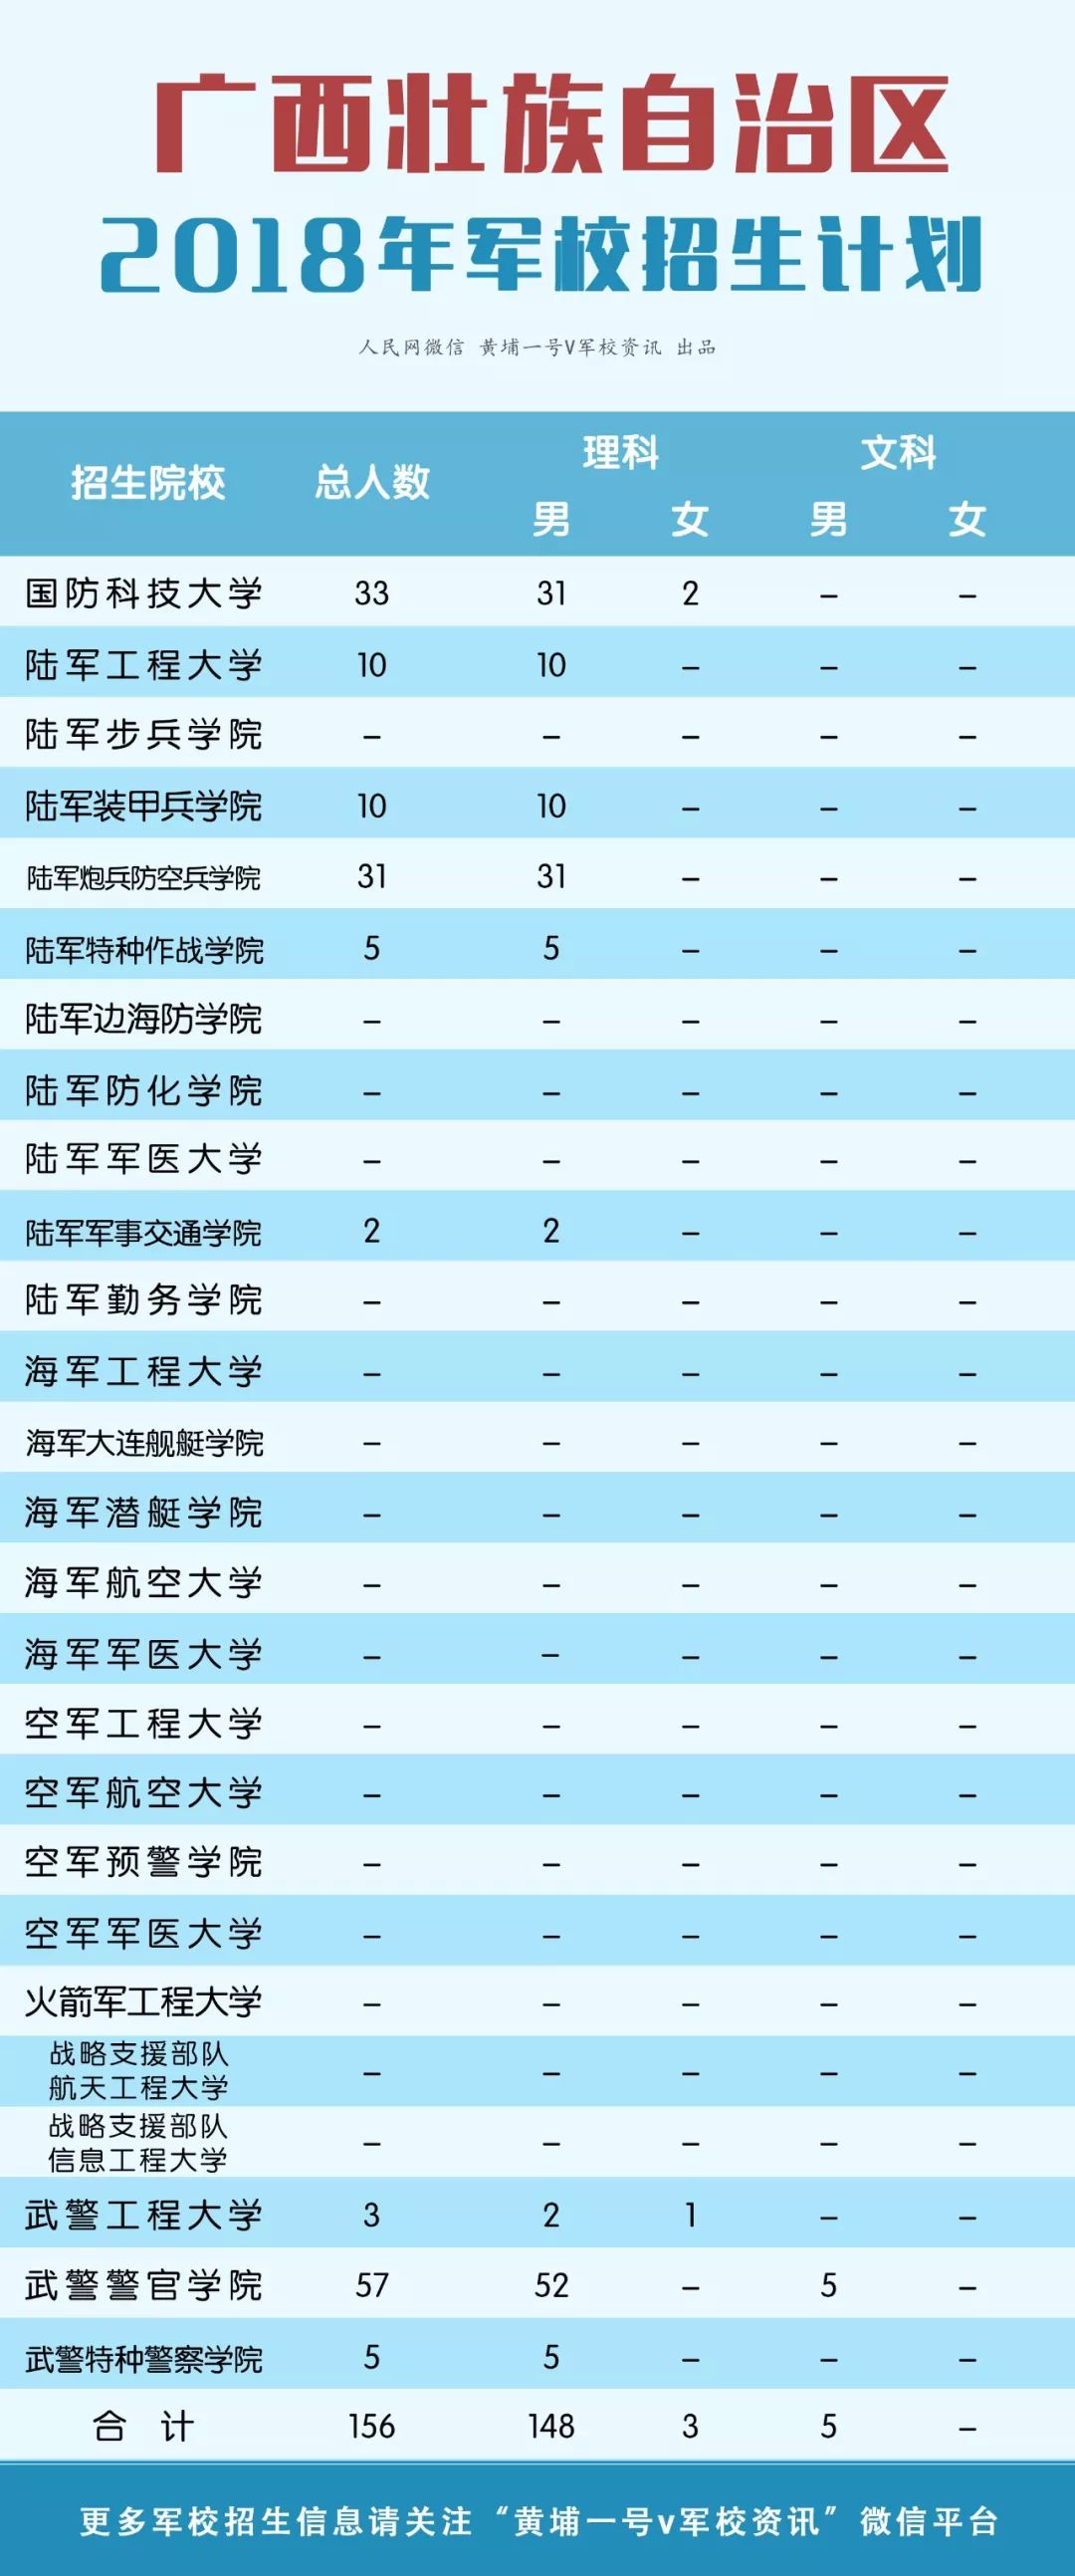 广西壮族自治区
2018年军校招生计划
人民网微信 黄埔一号V军校资讯 出品
招生院校 总人数 理科 文科
男 女 男 女
国防科技大学 33 31 2 – –
陆军工程大学 10 10 – – –
陆军步兵学院 – – – – –
陆军装甲兵学院 10 10 – – –
陆军炮兵防空兵学院 31 31 – – –
陆军特种作战学院 5 5 – – –
陆军边海防学院 – – – – –
陆军防化学院 – – – – –
陆军军医大学 – – – – –
陆军军事交通学院 2 2 – – –
陆军勤务学院 – – – – –
海军工程大学 – – – – –
海军大连舰艇学院 – – – – –
海军潜艇学院 – – – – –
海军航空大学 – – – – –
海军军医大学 – – – – –
空军工程大学 – – – – –
空军航空大学 – – – – –
空军预警学院 – – – – –
空军军医大学 – – – – –
火箭军工程大学 – – – – –
战略支援部队
航天工程大学 – – – – –
战略支援部队
信息工程大学 – – – – –
武警工程大学 3 2 1 – –
武警警官学院 57 52 – 5 –
武警特种警察学院 5 5 – – –
合 计 156 148 3 5 –
更多军校招生信息请关注“黄埔一号v军校资讯”微信平台